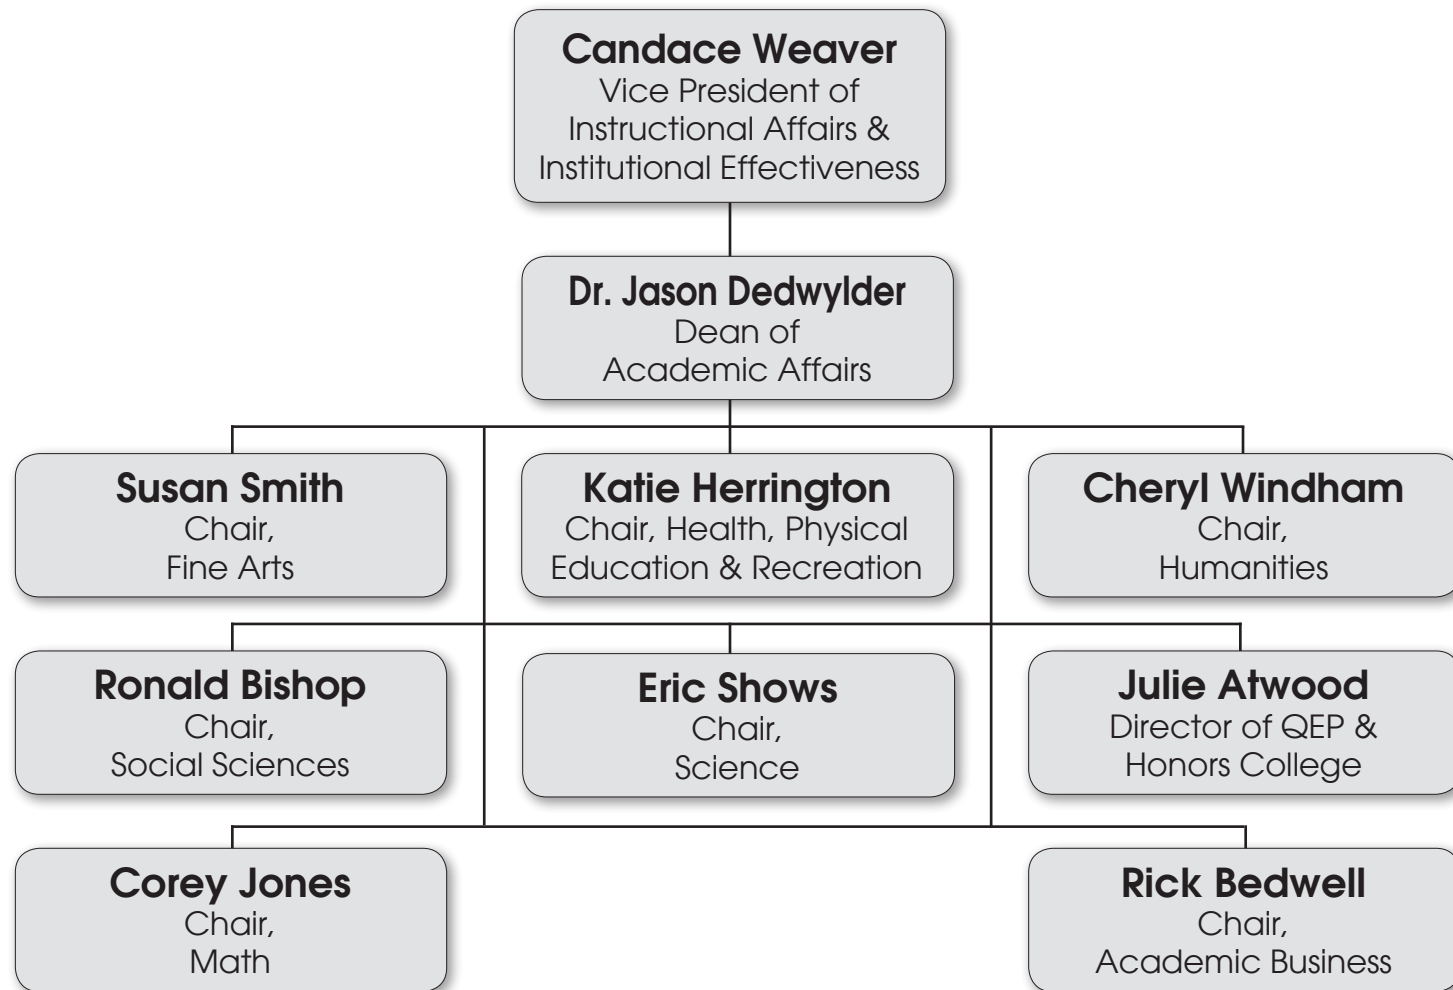 Candace Weaver
Vice President of
Instructional Affairs &
Institutional Effectiveness
Dr. Jason Dedwylder
Dean of
Academic Affairs
Susan Smith
Chair,
Fine Arts
Katie Herrington
Chair, Health, Physical
Education & Recreation
Cheryl Windham
Chair,
Humanities
Ronald Bishop
Chair,
Social Sciences
Eric Shows
Chair,
Science
Julie Atwood
Director of QEP &
Honors College
Corey Jones
Chair,
Math
Rick Bedwell
Chair,
Academic Business